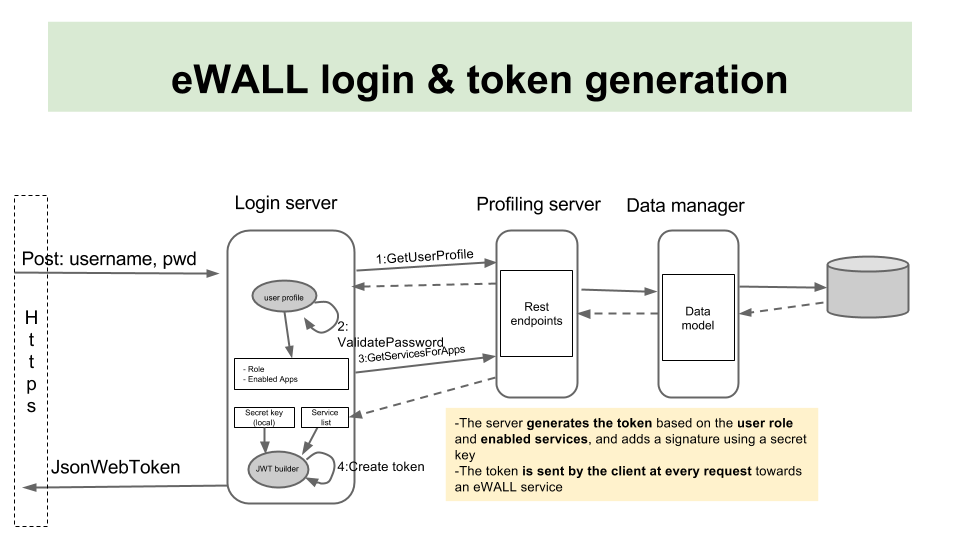 eWALL login & token generation
Login server
Profiling server
Data manager
Post: username, pwd
1:GetUserProfile
user profile
Rest
endpoints
Data
model
H
t
t
p
s
2:
ValidatePassword
3:GetServicesForApps
- Role
- Enabled Apps
Secret key
(local)
Service
list
JWT builder
4:Create token
JsonWebToken
-The server generates the token based on the user role
and enabled services, and adds a signature using a secret
key
-The token is sent by the client at every request towards
an eWALL service